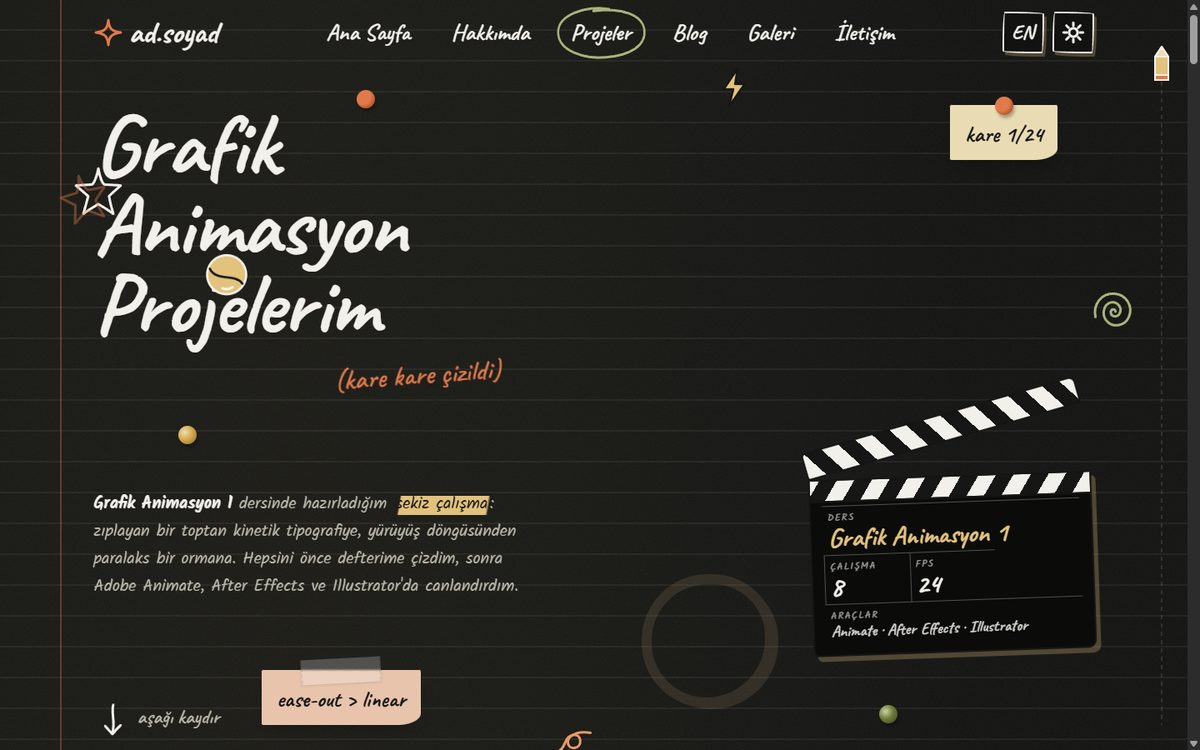 ad.soyad
Ana Sayfa
Hakkımda
Projeler
Blog
Galeri
İletişim
EN
kare 1/24
Grafik
Animasyon
Projelerim
(kare kare çizildi)
Grafik Animasyon 1 dersinde hazırladığım sekiz çalışma:
zıplayan bir toptan kinetik tipografiye, yürüyüş döngüsünden
paralaks bir ormana. Hepsini önce defterime çizdim, sonra
Adobe Animate, After Effects ve Illustrator'da canlandırdım.
DERS
Grafik Animasyon 1
ÇALIŞMA
8
FPS
24
ARAÇLAR
Animate · After Effects · Illustrator
ease-out > linear
aşağı kaydır